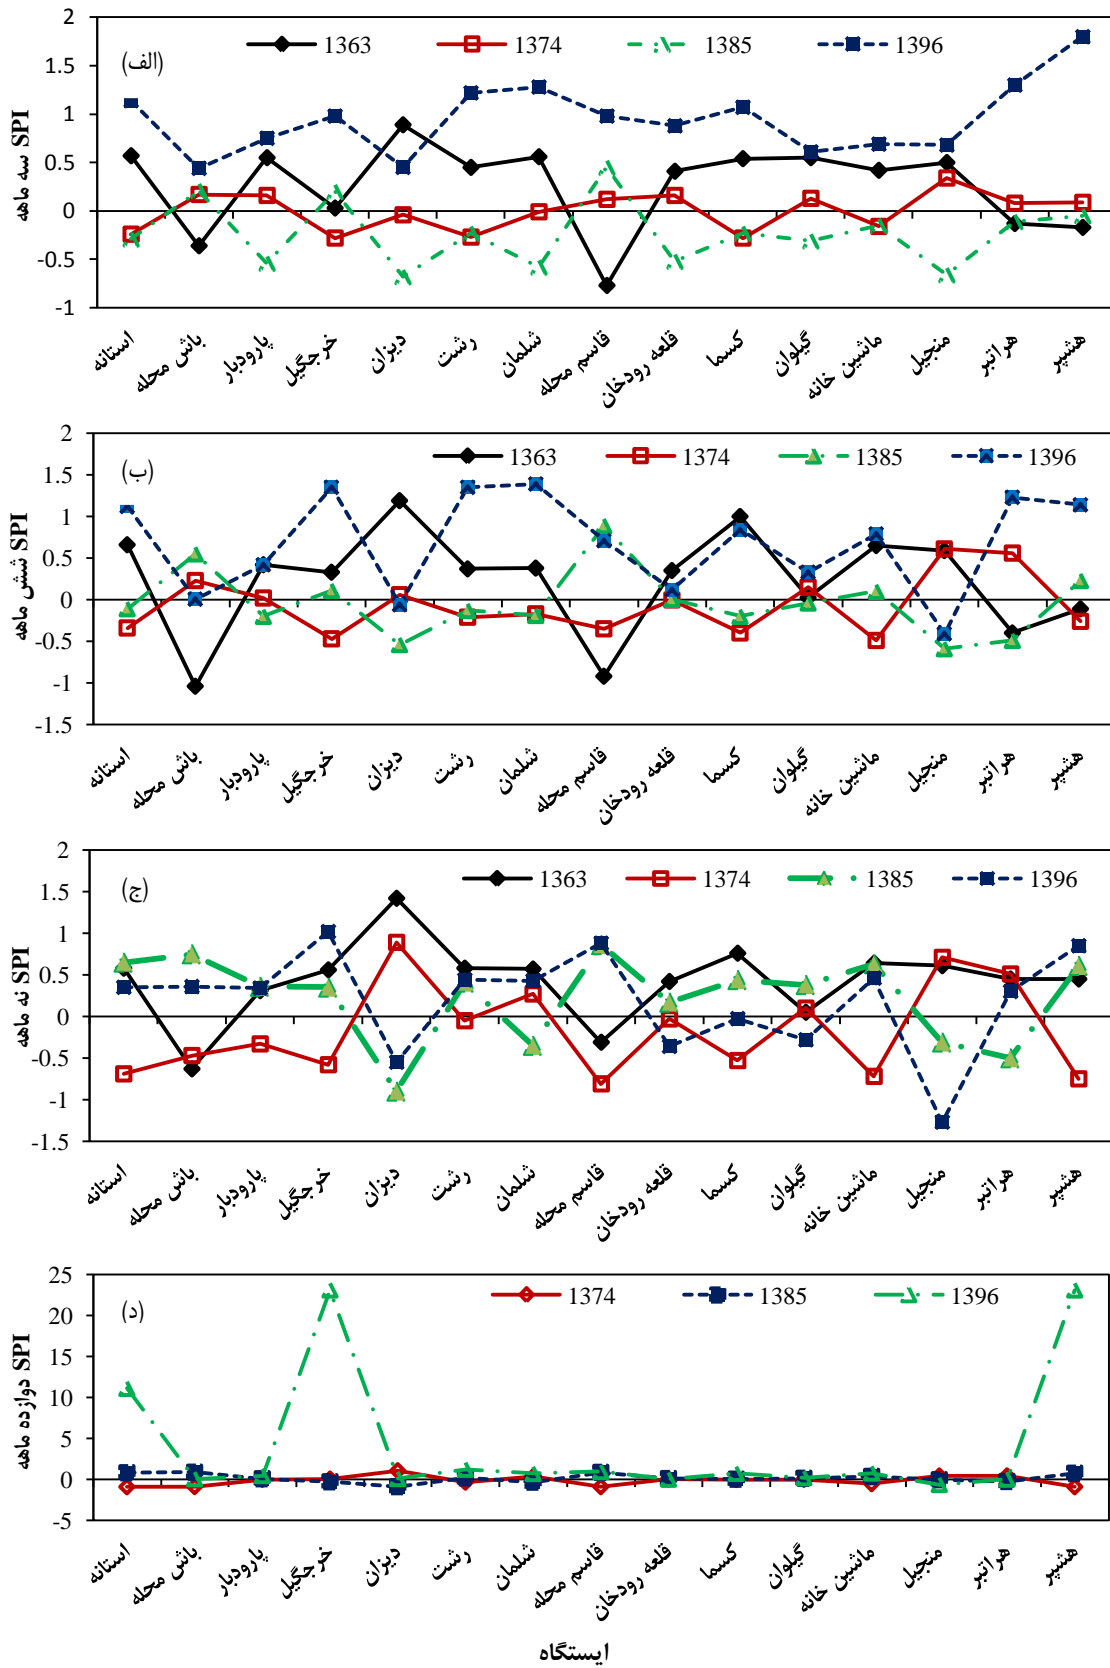 (الف)
1363 1374 1385 1396
2
1.5
1
0.5
0
-0.5
-1
SPI سه ماهه
استانه باش محله پارودبار خرجگیل دیزان رشت شلمان قاسم محله قلعه رودخان کسما گیلوان ماشین خانه منجیل هراتبر هشپر
(ب)
1363 1374 1385 1396
2
1.5
1
0.5
0
-0.5
-1
-1.5
SPI شش ماهه
استانه باش محله پارودبار خرجگیل دیزان رشت شلمان قاسم محله قلعه رودخان کسما گیلوان ماشین خانه منجیل هراتبر هشپر
(ج)
1363 1374 1385 1396
2
1.5
1
0.5
0
-0.5
-1
-1.5
SPI نه ماهه
استانه باش محله پارودبار خرجگیل دیزان رشت شلمان قاسم محله قلعه رودخان کسما گیلوان ماشین خانه منجیل هراتبر هشپر
(د)
1374 1385 1396
25
20
15
10
5
0
-5
SPI دوازده ماهه
استانه باش محله پارودبار خرجگیل دیزان رشت شلمان قاسم محله قلعه رودخان کسما گیلوان ماشین خانه منجیل هراتبر هشپر
ایستگاه